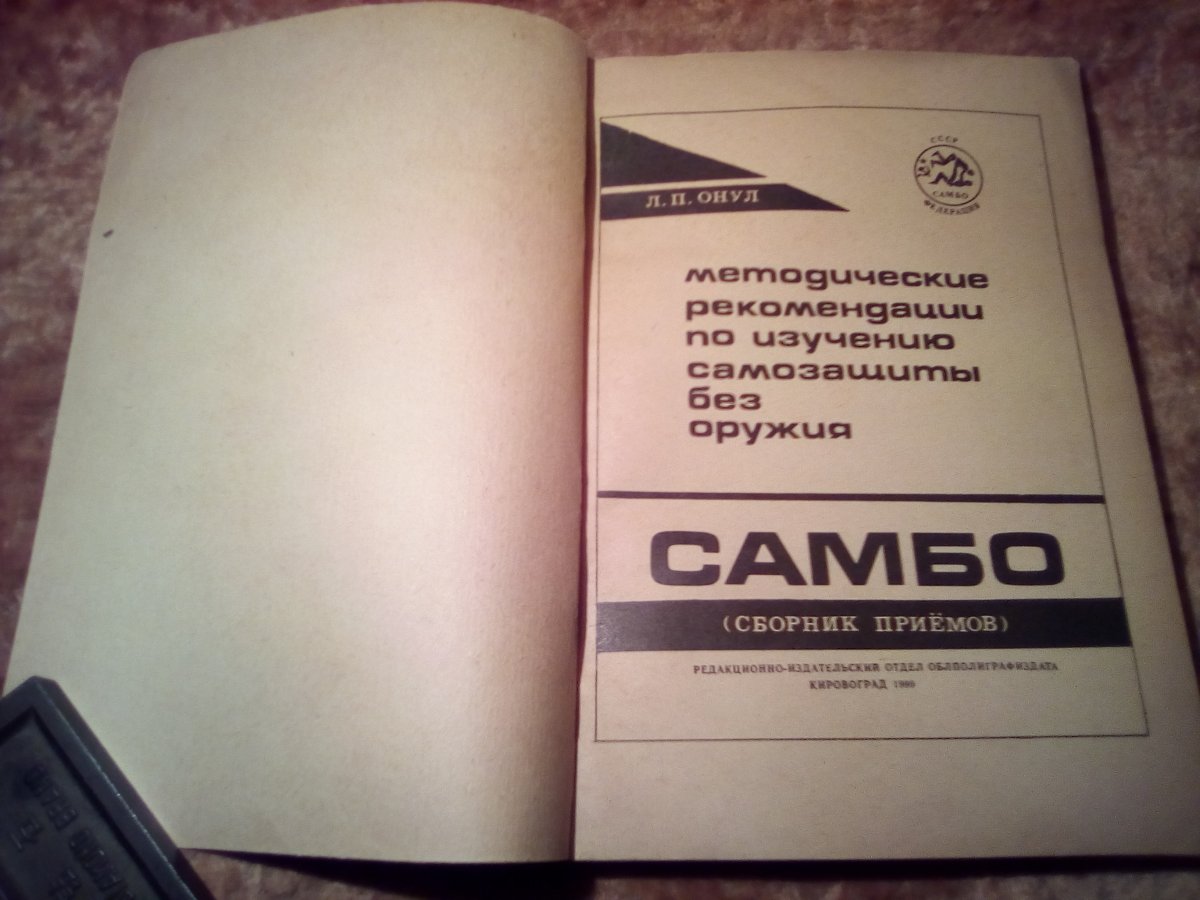 Л. П. ОНУЛ
СССР
САМБО
ФЕДЕРАЦИЯ
методические
рекомендации
по изучению
самозащиты
без
оружия
САМБО
(СБОРНИК ПРИЁМОВ)
РЕДАКЦИОННО-ИЗДАТЕЛЬСКИЙ ОТДЕЛ ОБЛПОЛИГРАФИЗДАТА
КИРОВОГРАД 1990